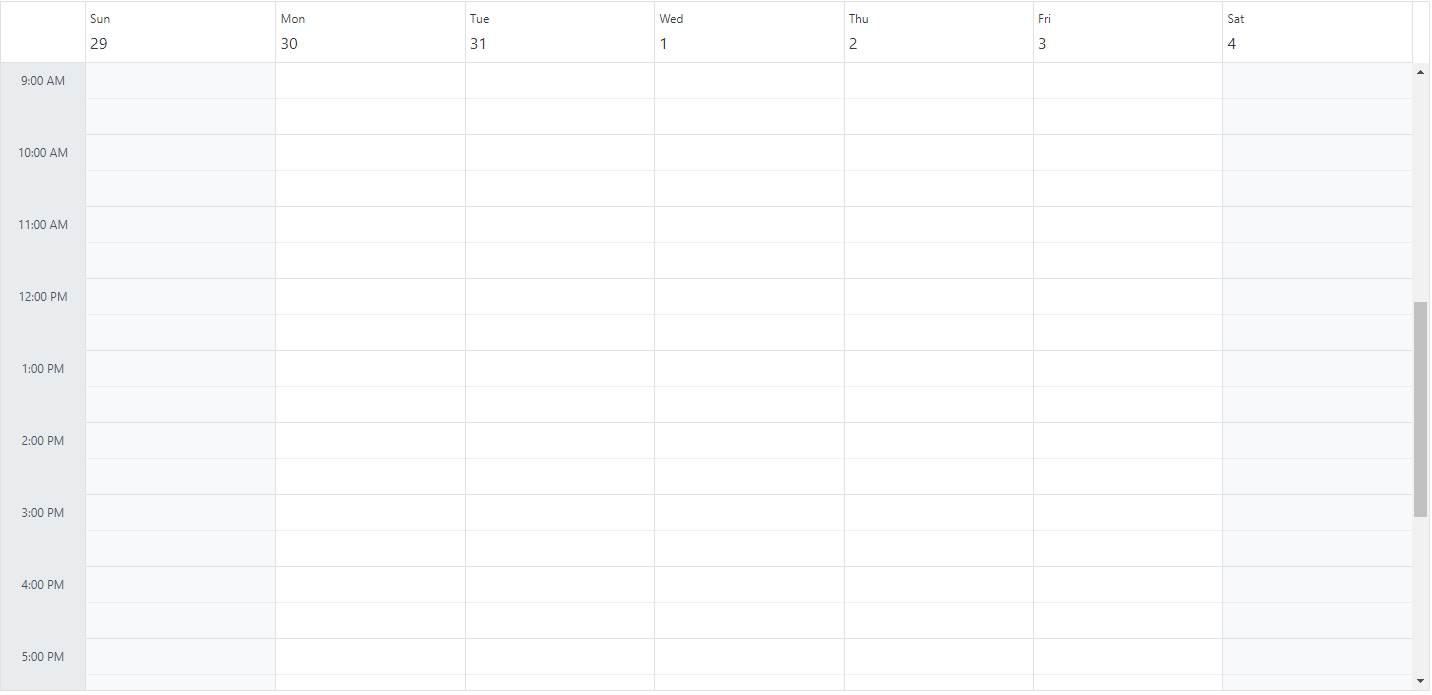 Sun Mon Tue Wed Thu Fri Sat
29 30 31 1 2 3 4
9:00 AM
10:00 AM
11:00 AM
12:00 PM
1:00 PM
2:00 PM
3:00 PM
4:00 PM
5:00 PM